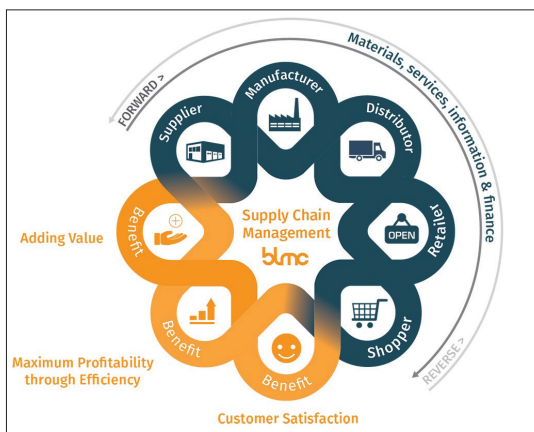 Materials, services, information & finance
FORWARD >
REVERSE >
Supplier
Manufacturer
Distributor
Retailer
Shopper
Benefit
Benefit
Benefit
OPEN
Supply Chain
Management
blmc
Adding Value
Maximum Profitability
through Efficiency
Customer Satisfaction